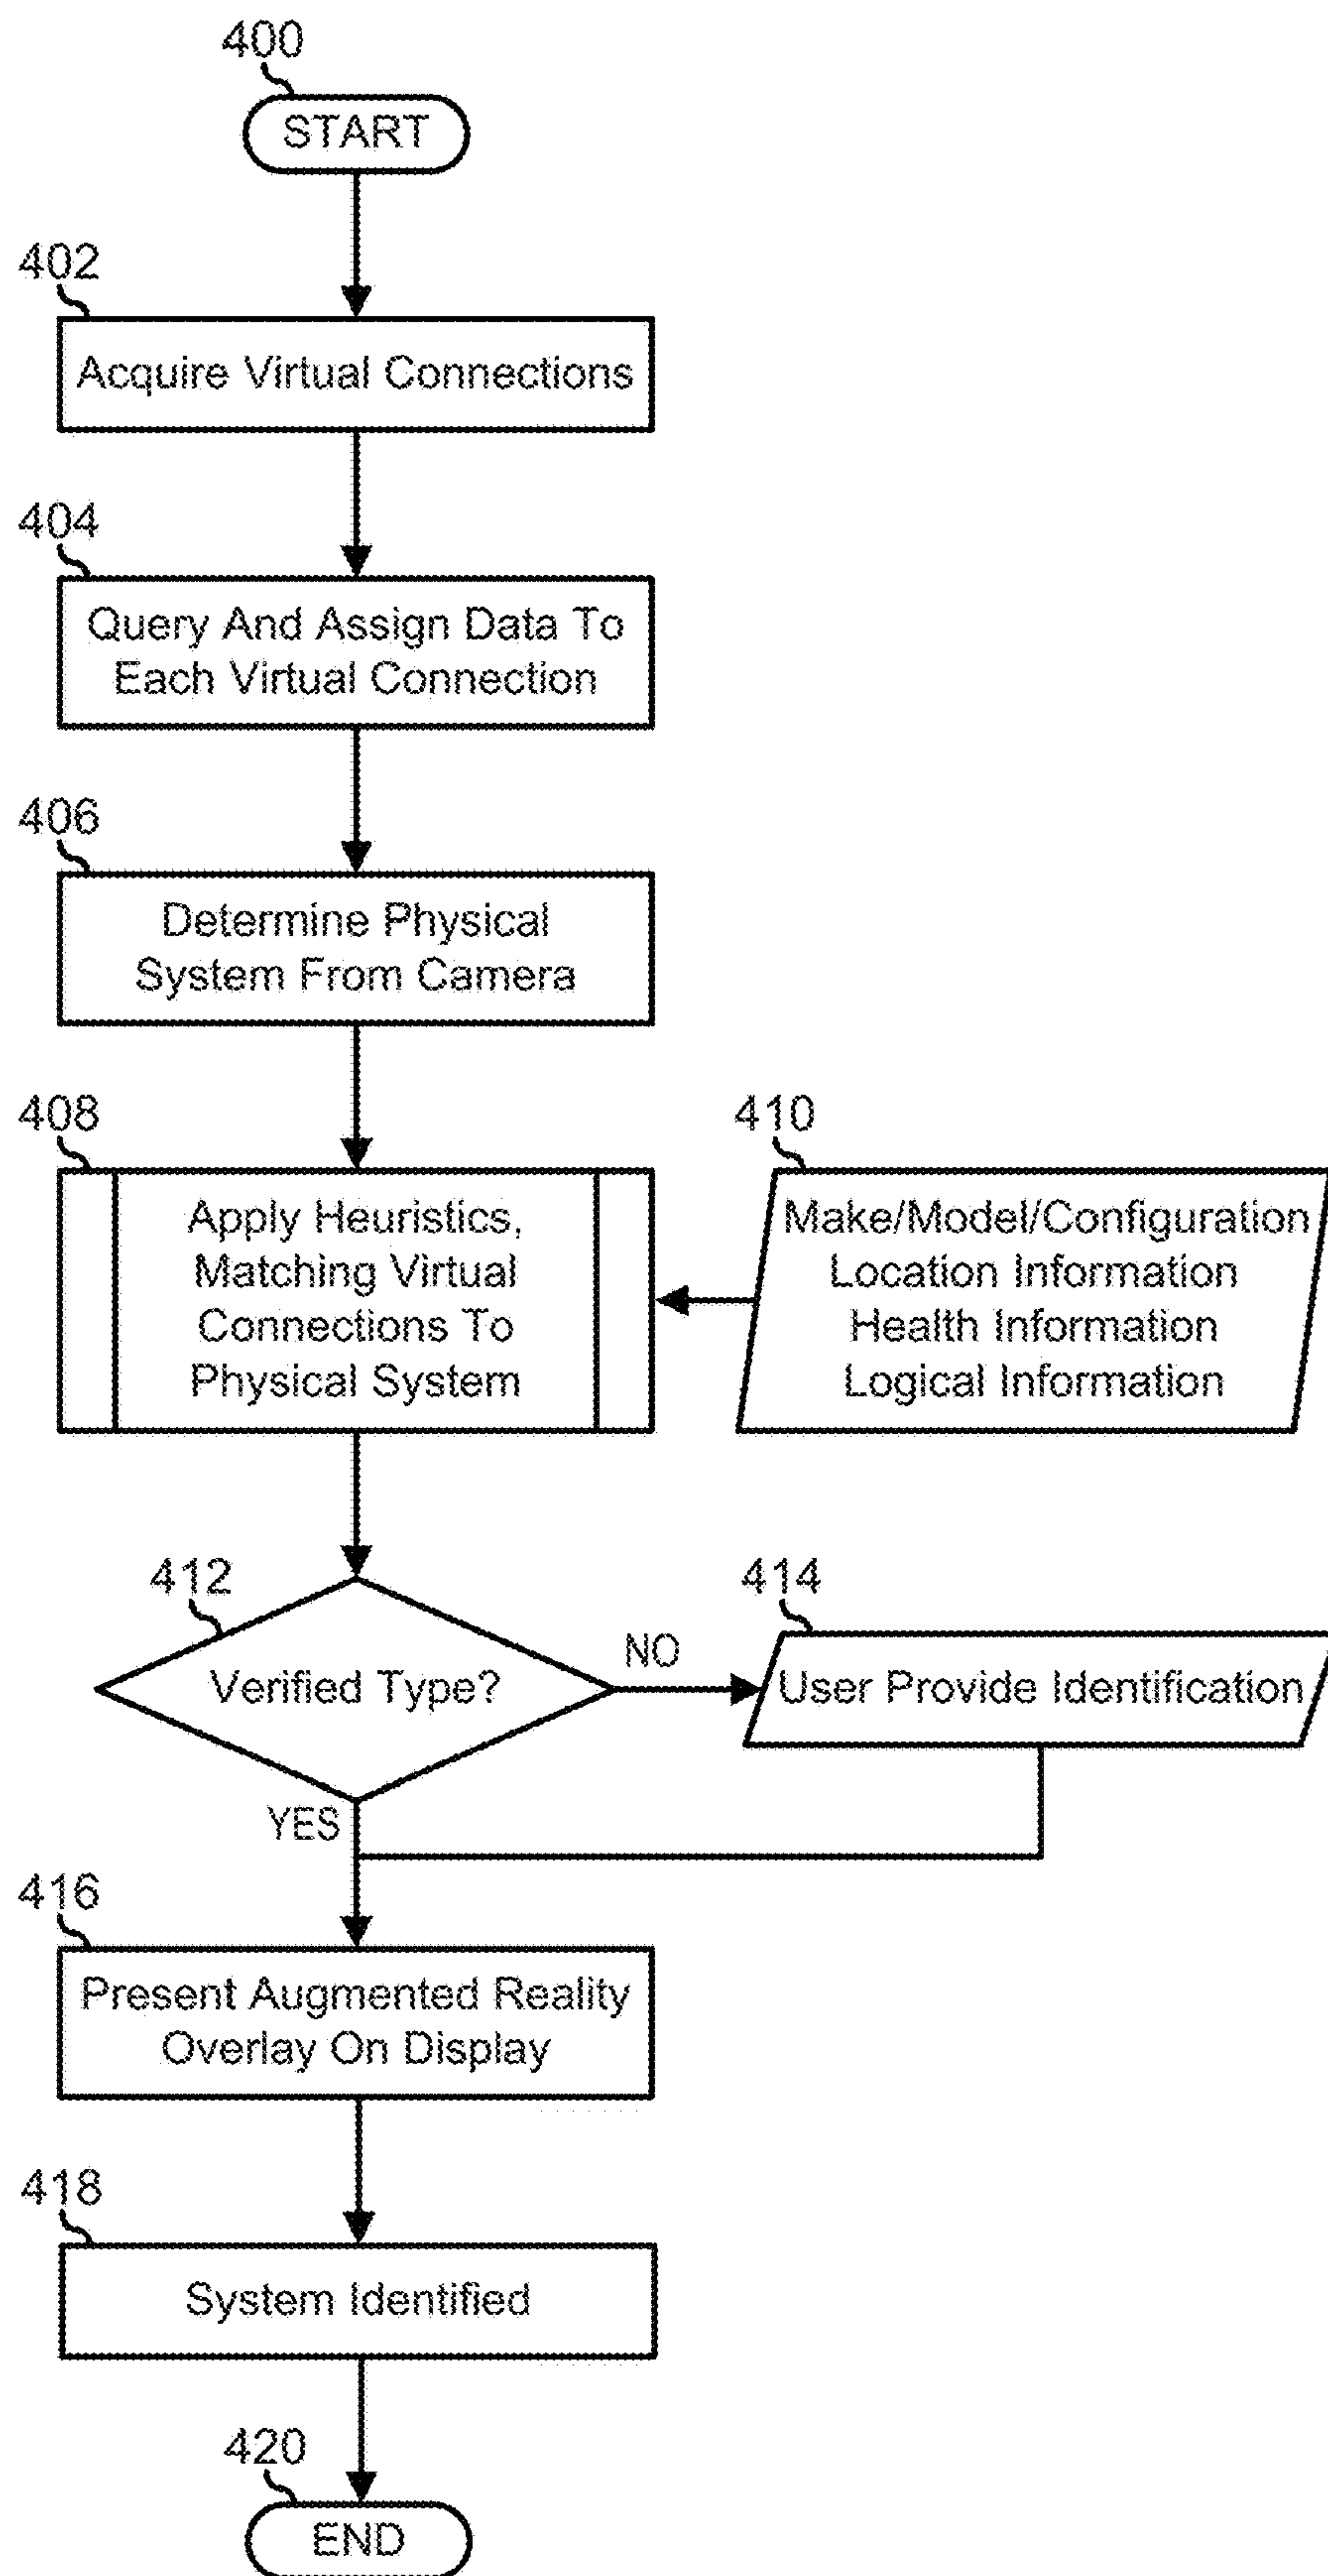 400
START
402
Acquire Virtual Connections
404
Query And Assign Data To
Each Virtual Connection
406
Determine Physical
System From Camera
408
Apply Heuristics,
Matching Virtual
Connections To
Physical System
410
Make/Model/Configuration
Location Information
Health Information
Logical Information
412
Verified Type?
NO
414
User Provide Identification
YES
416
Present Augmented Reality
Overlay On Display
418
System Identified
420
END